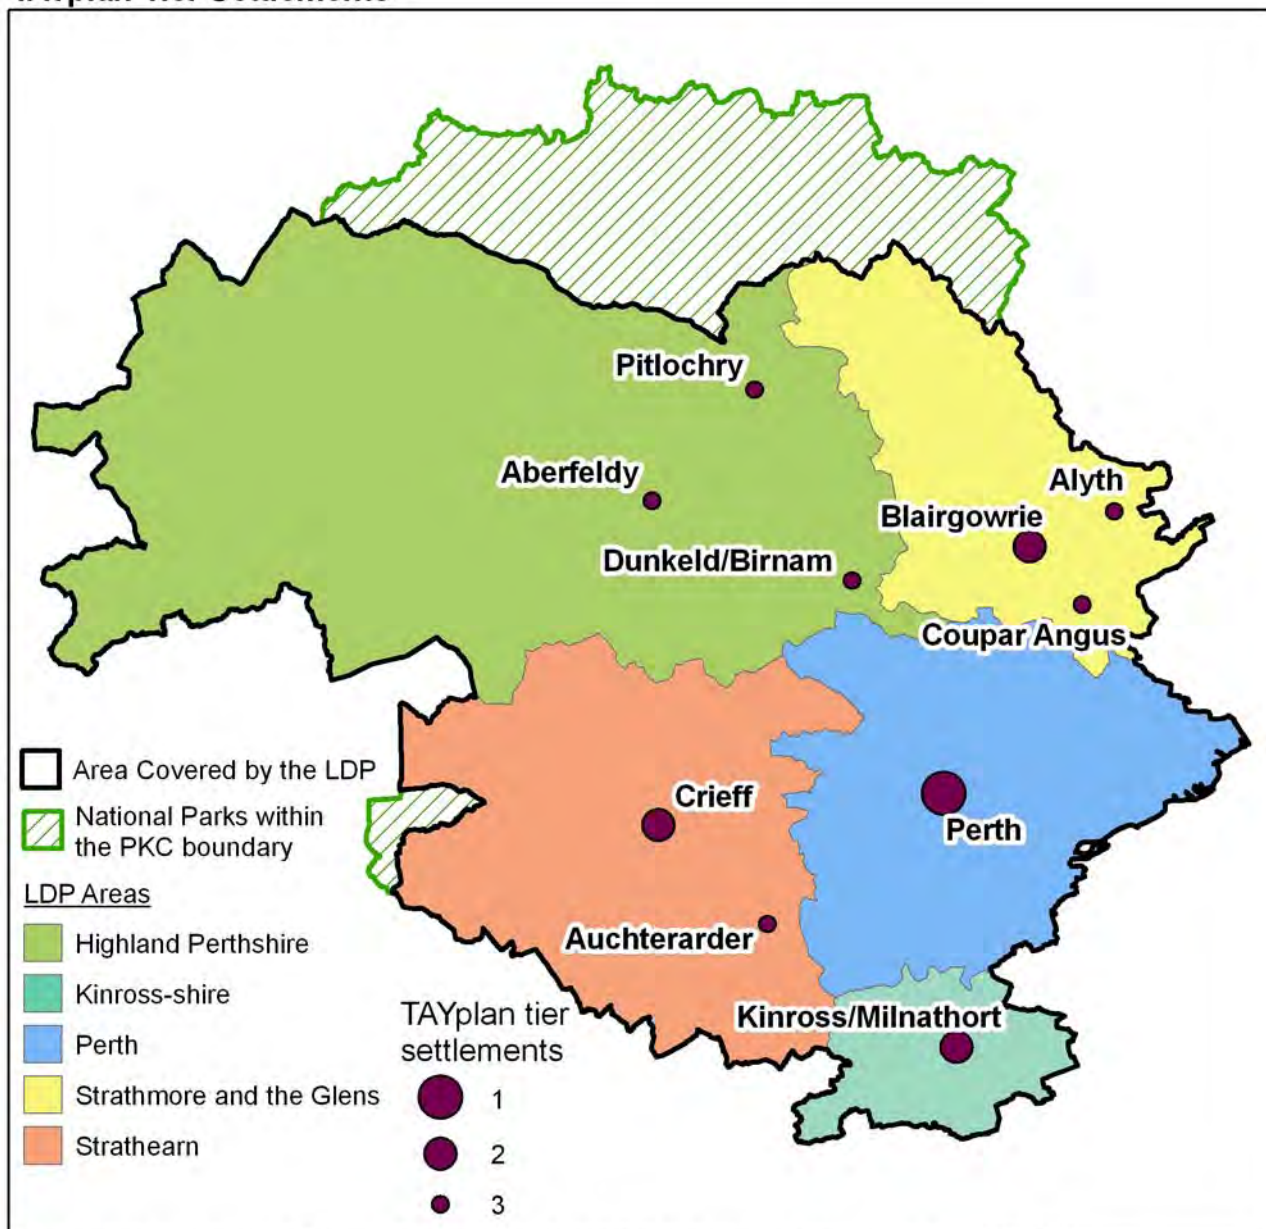 Pitlochry
Aberfeldy
Alyth
Blairgowrie
Dunkeld/Birnam
Coupar Angus
Area Covered by the LDP
National Parks within
the PKC boundary
Crieff
Perth
LDP Areas
Highland Perthshire
Kinross-shire
Perth
Strathmore and the Glens
Strathearn
Auchterarder
Kinross/Milnathort
TAYplan tier
settlements
1
2
3